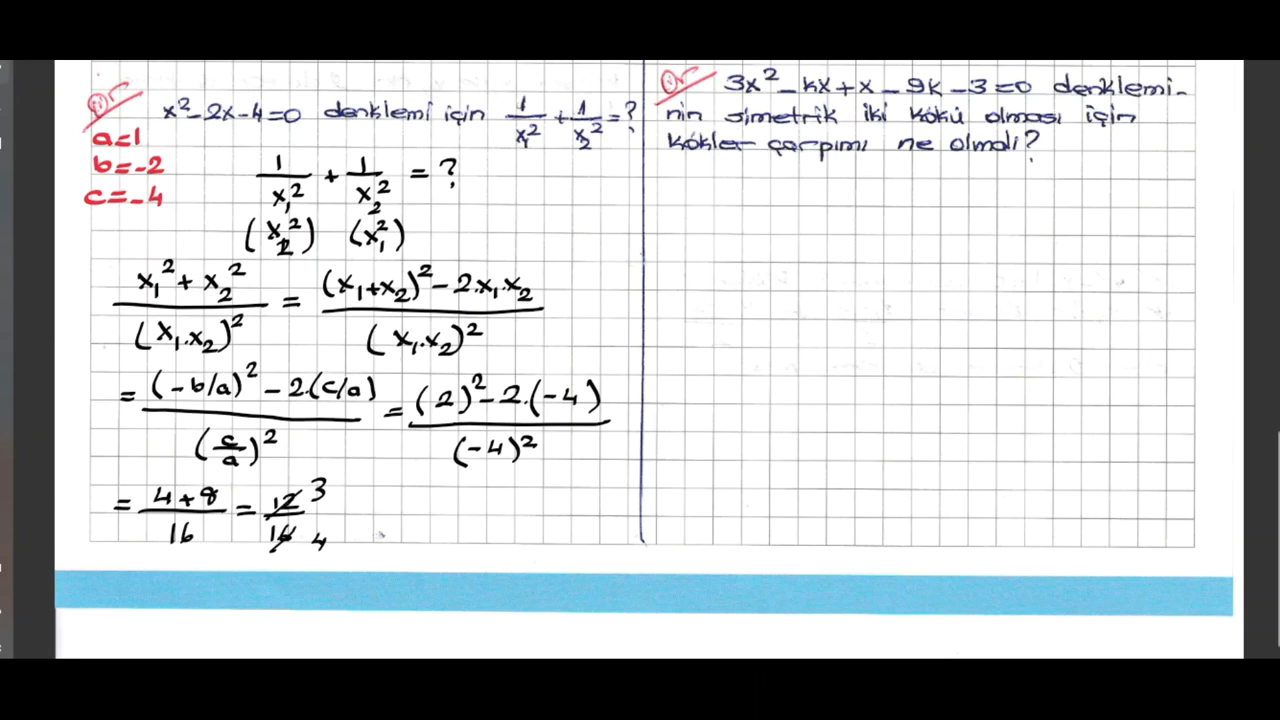 Ör x² - 2x - 4 = 0 denklemi için 1/x₁² + 1/x₂² = ?
a = 1
b = -2
c = -4
1/x₁² + 1/x₂² = ?
(x₂²) (x₁²)
x₁² + x₂² / (x₁.x₂)² = (x₁+x₂)² - 2.x₁.x₂ / (x₁.x₂)²
= (-b/a)² - 2.(c/a) / (c/a)² = (2)² - 2.(-4) / (-4)²
= 4+8 / 16 = 12 / 16 3 / 4
Ör 3x² - kx + x - 9k - 3 = 0 denklemi-
nin simetrik iki kökü olması için
kökler çarpımı ne olmalı?